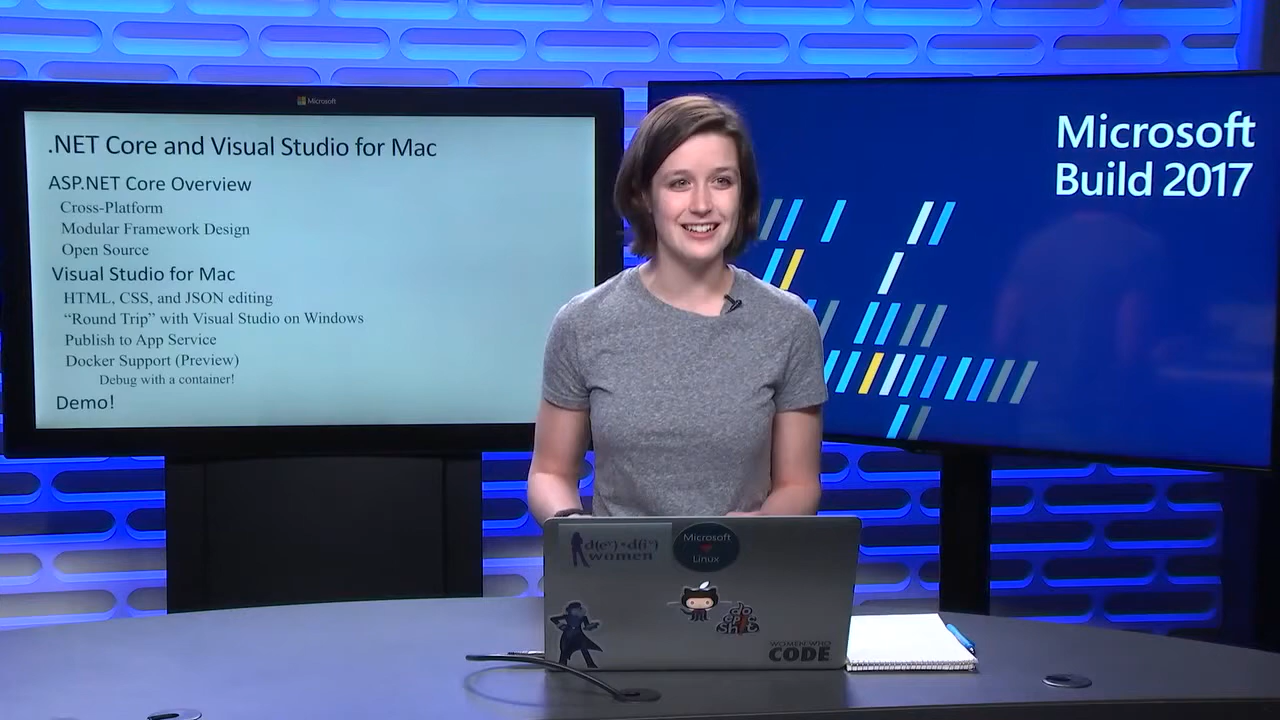 Microsoft
.NET Core and Visual Studio for Mac
ASP.NET Core Overview
Cross-Platform
Modular Framework Design
Open Source
Visual Studio for Mac
HTML, CSS, and JSON editing
“Round Trip” with Visual Studio on Windows
Publish to App Service
Docker Support (Preview)
Debug with a container!
Demo!
Microsoft
Build 2017
women
Microsoft
Linux
WOMEN WHO
CODE